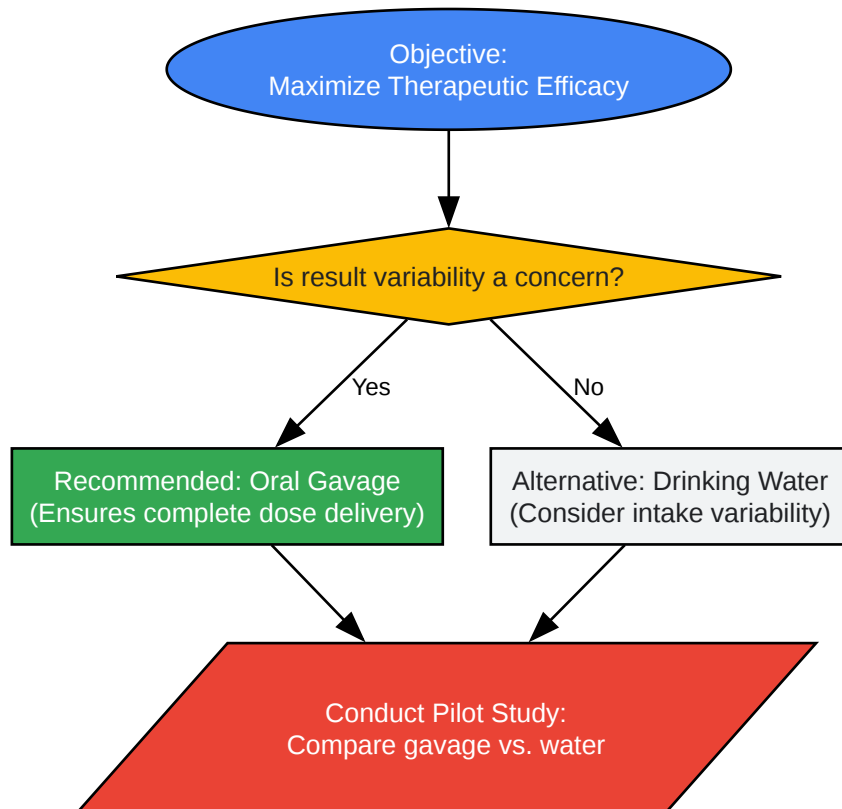 Objective:
Maximize Therapeutic Efficacy
Is result variability a concern?
Yes
No
Recommended: Oral Gavage
(Ensures complete dose delivery)
Alternative: Drinking Water
(Consider intake variability)
Conduct Pilot Study:
Compare gavage vs. water